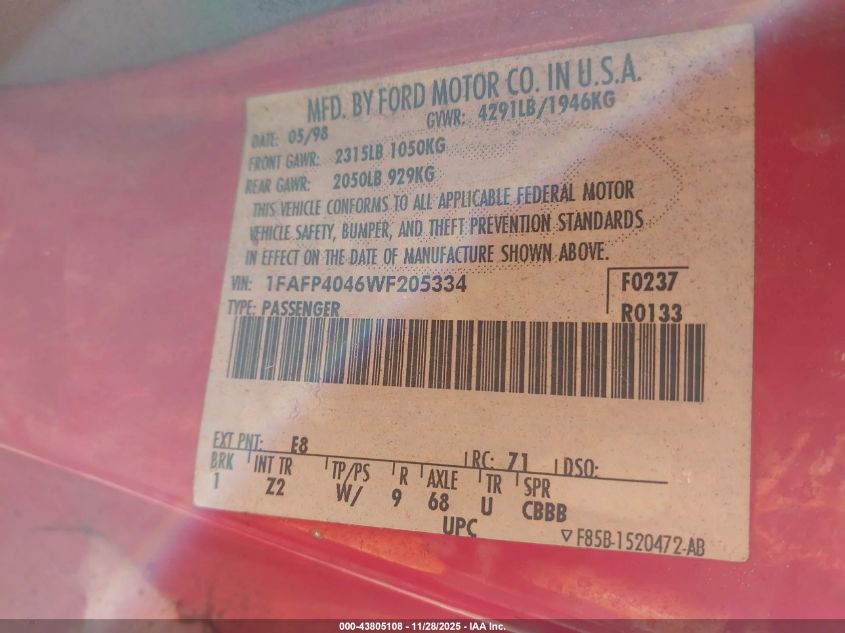 MFD. BY FORD MOTOR CO. IN U.S.A.
DATE: 05/98 GVWR: 4291LB/1946KG
FRONT GAWR: 2315LB 1050KG
REAR GAWR: 2050LB 929KG
THIS VEHICLE CONFORMS TO ALL APPLICABLE FEDERAL MOTOR
VEHICLE SAFETY, BUMPER, AND THEFT PREVENTION STANDARDS
IN EFFECT ON THE DATE OF MANUFACTURE SHOWN ABOVE.
VIN: 1FAFP4046WF205334 F0237
TYPE: PASSENGER R0133
EXT PNT: E8 RC: 71 DSO:
BRK INT TR TP/PS R AXLE TR SPR
1 Z2 W/ 9 68 U CBBB
UPC ▽ F85B-1520472-AB
000-43805108 - 11/28/2025 - IAA Inc.